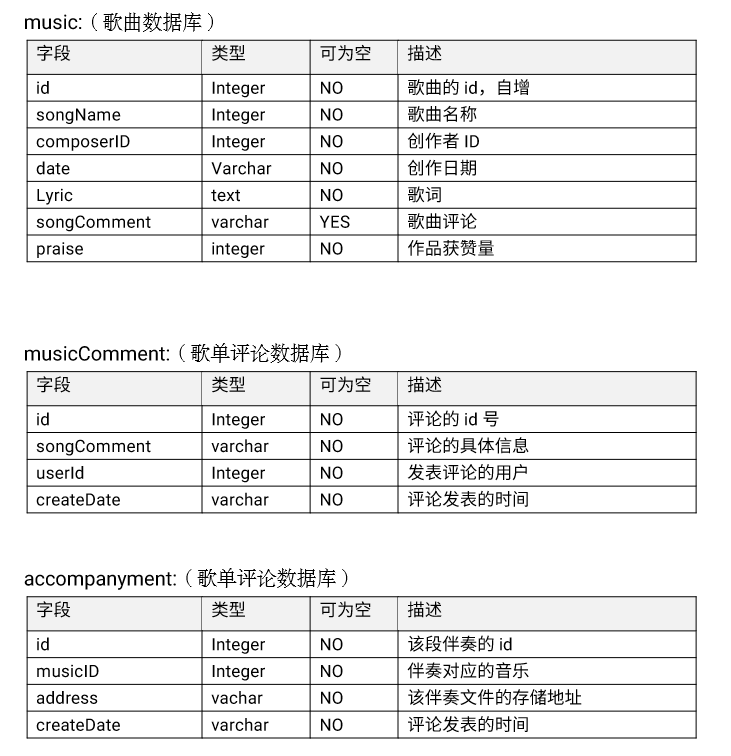 music:（歌曲数据库）
字段 类型 可为空 描述
id Integer NO 歌曲的 id，自增
songName Integer NO 歌曲名称
composerID Integer NO 创作者 ID
date Varchar NO 创作日期
Lyric text NO 歌词
songComment varchar YES 歌曲评论
praise integer NO 作品获赞量
musicComment:（歌单评论数据库）
字段 类型 可为空 描述
id Integer NO 评论的 id 号
songComment varchar NO 评论的具体信息
userId Integer NO 发表评论的用户
createDate varchar NO 评论发表的时间
accompanyment:（歌单评论数据库）
字段 类型 可为空 描述
id Integer NO 该段伴奏的 id
musicID Integer NO 伴奏对应的音乐
address vachar NO 该伴奏文件的存储地址
createDate varchar NO 评论发表的时间